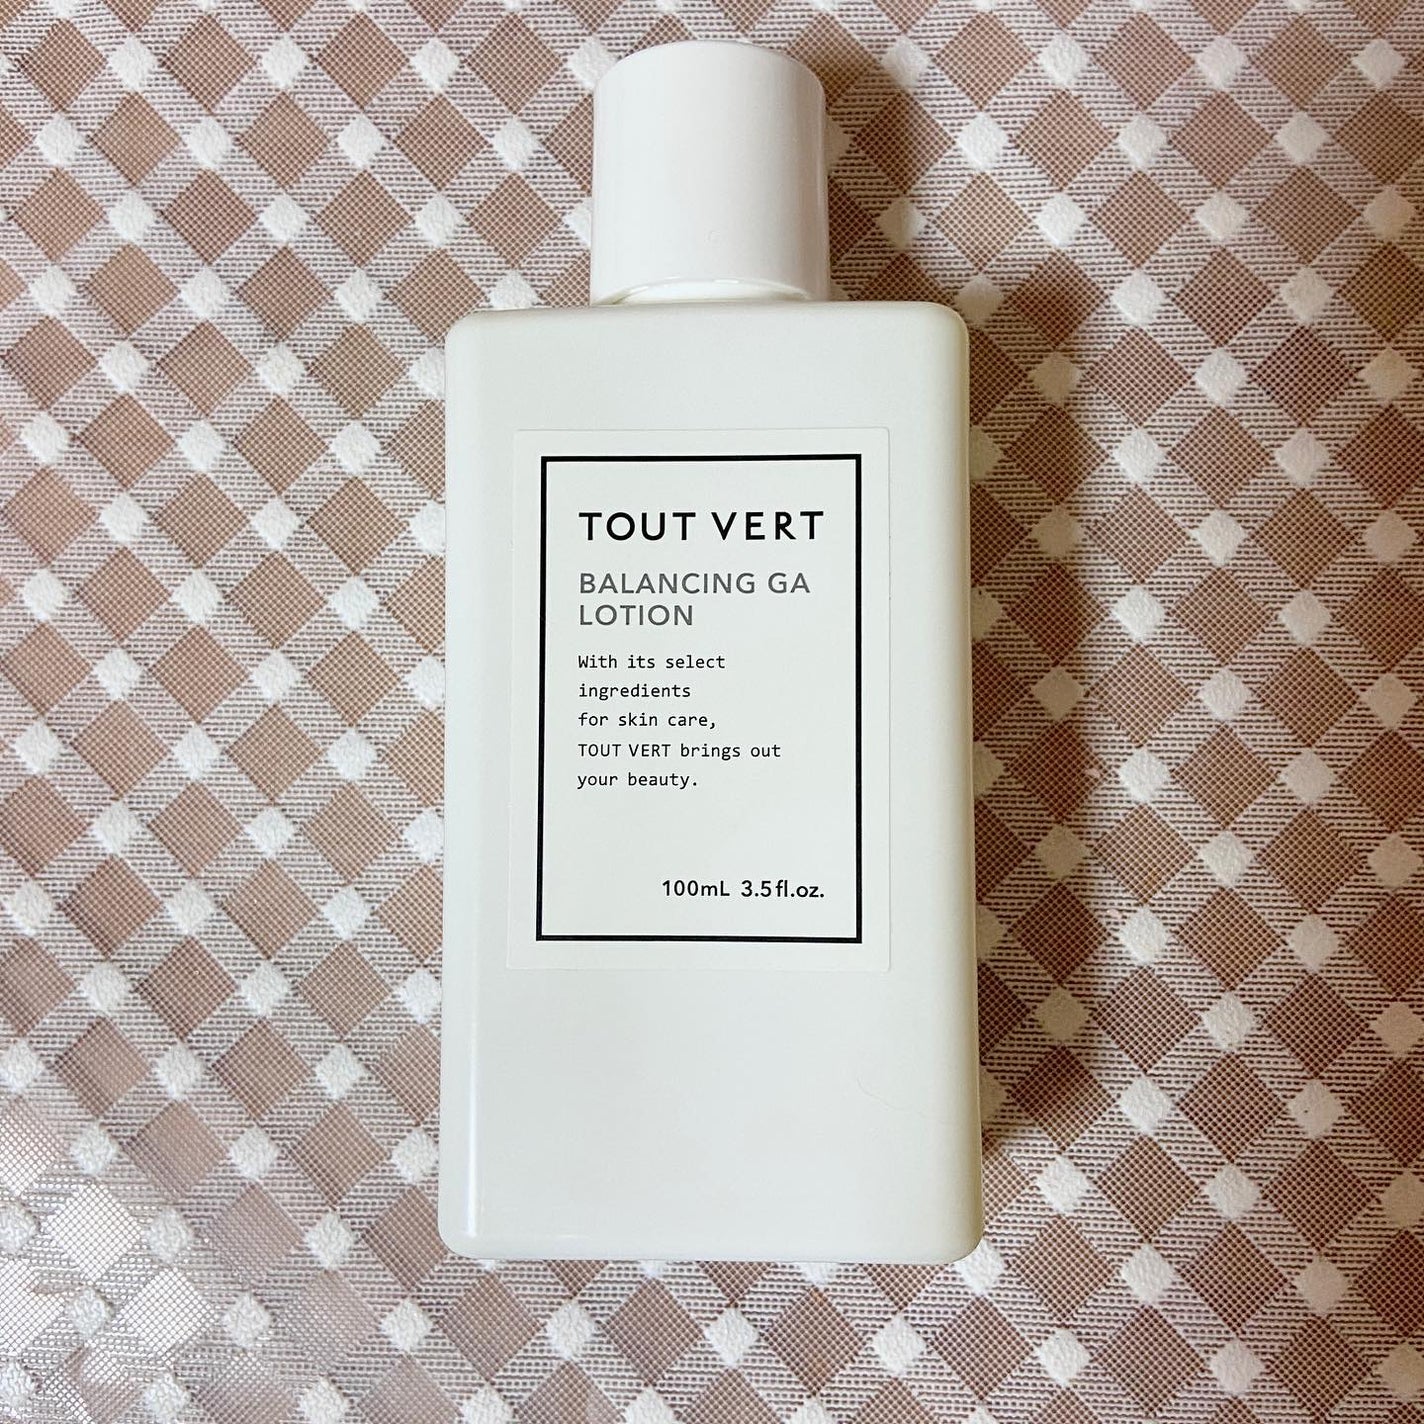 TOUT VERT
BALANCING GA
LOTION
With its select
ingredients
for skin care,
TOUT VERT brings out
your beauty.
100mL 3.5fl.oz.